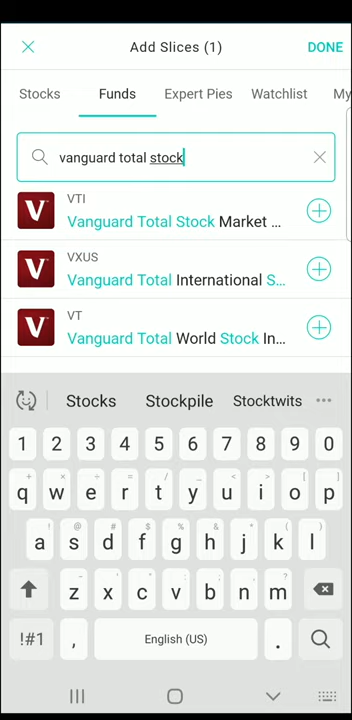 Add Slices (1)
DONE
Stocks
Funds
Expert Pies
Watchlist
My
vanguard total stock
VTI
Vanguard Total Stock Market ...
VXUS
Vanguard Total International S...
VT
Vanguard Total World Stock In...
Stocks
Stockpile
Stocktwits
1 2 3 4 5 6 7 8 9 0
q w e r t y u i o p
a s d f g h j k l
z x c v b n m
!#1 , English (US) .